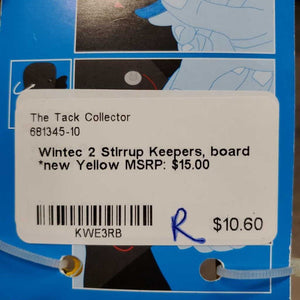 The Tack Collector
681345-10
Wintec 2 Stirrup Keepers, board
*new Yellow MSRP: $15.00
KWE3RB
R $10.60